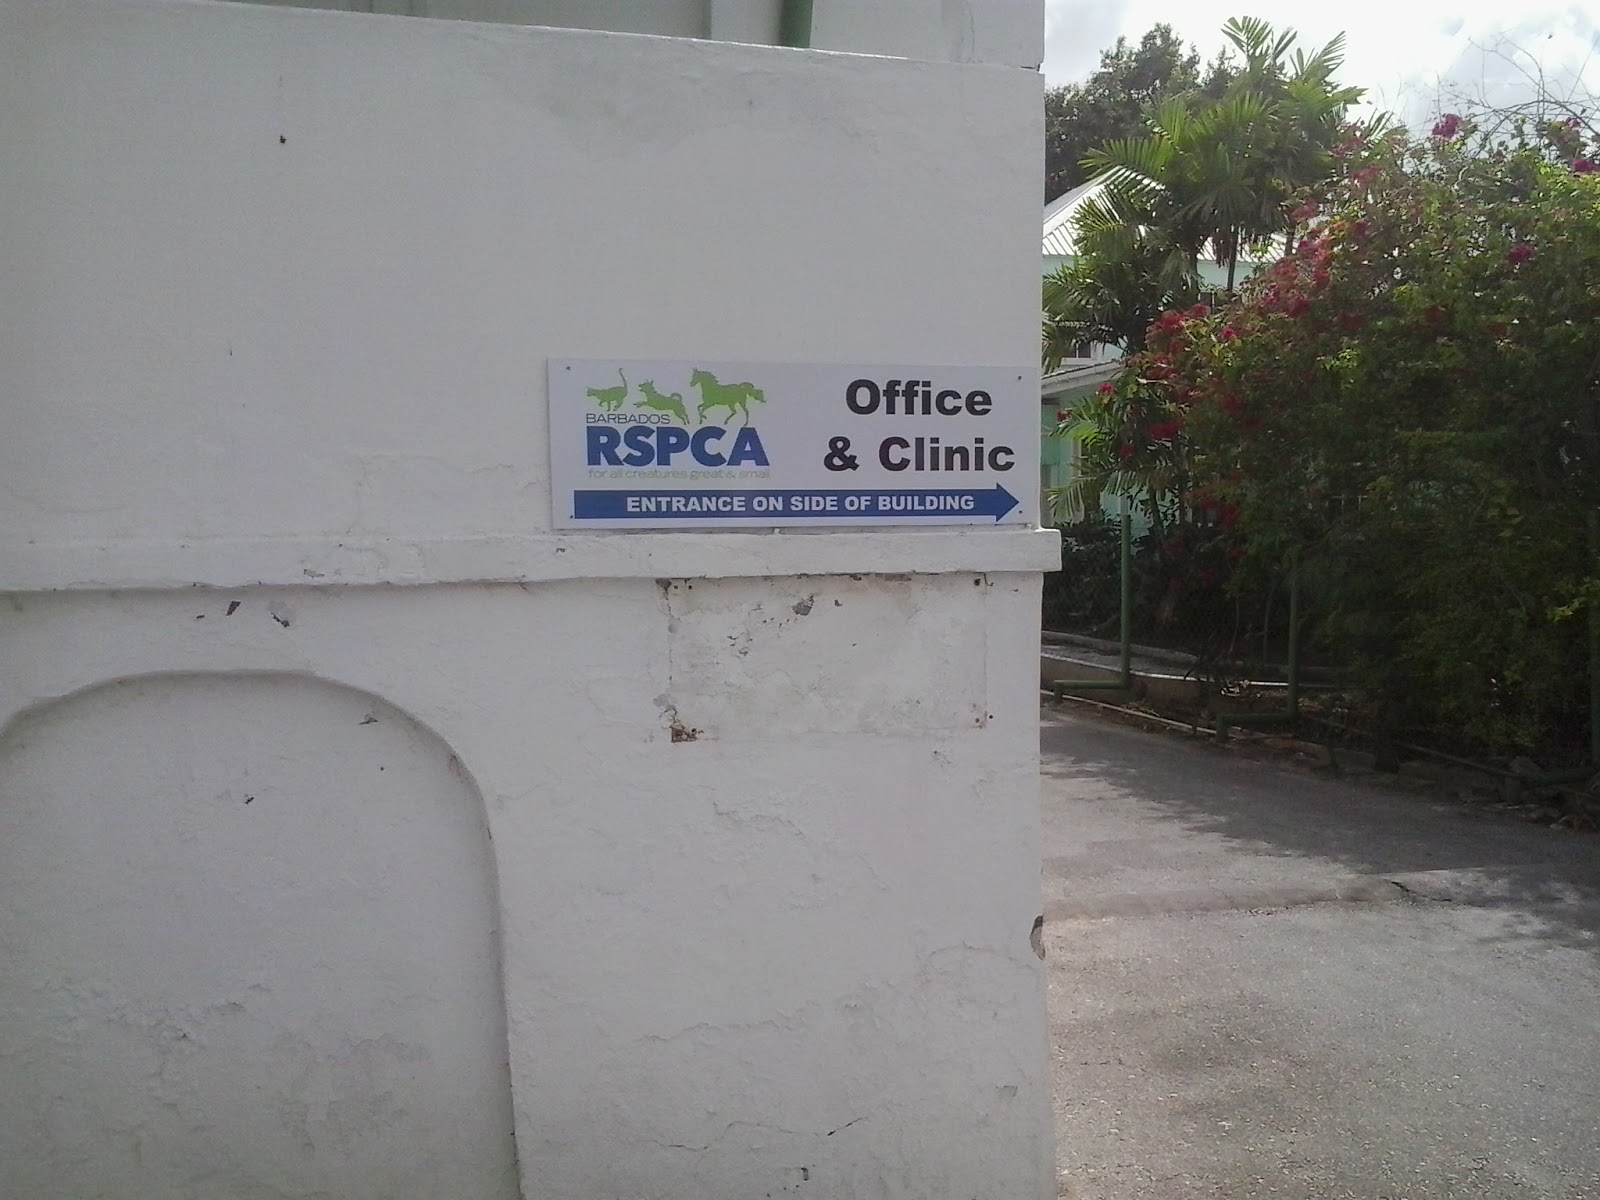 BARBADOS
RSPCA
for all creatures great & small
Office
& Clinic
ENTRANCE ON SIDE OF BUILDING